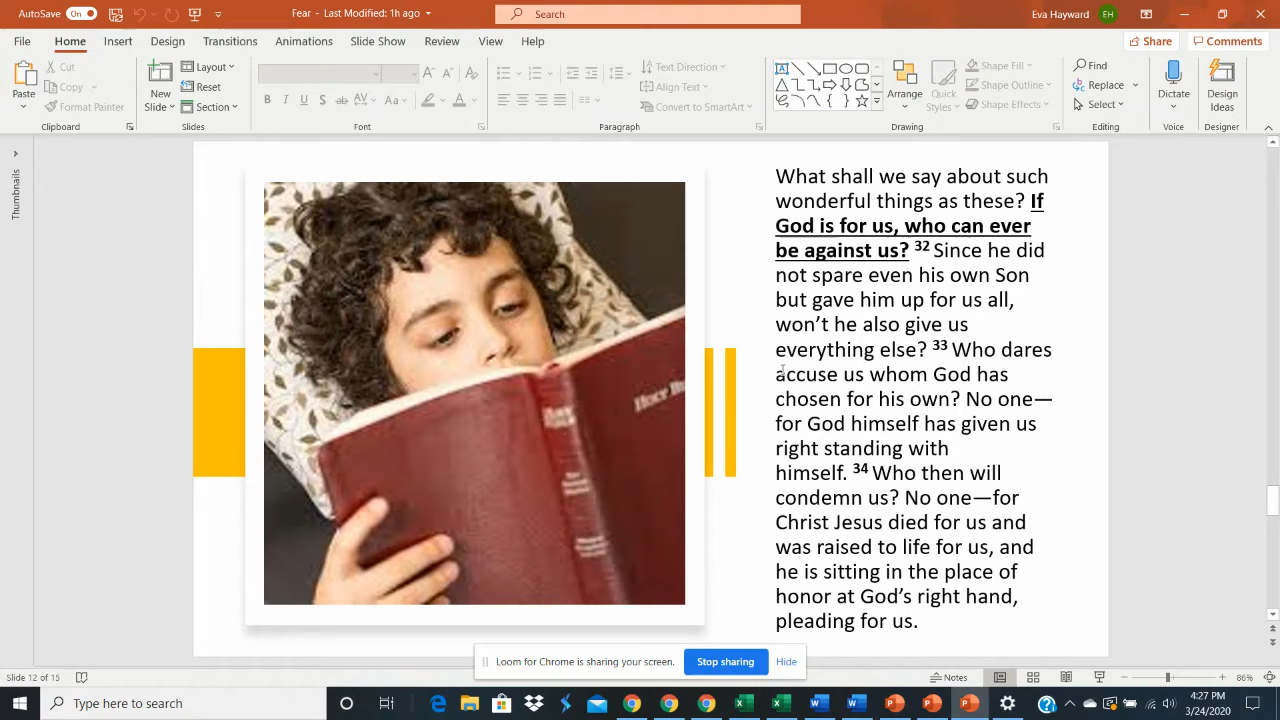 AutoSave On Fear - Last Modified: 1h ago Search Eva Hayward EH
File Home Insert Design Transitions Animations Slide Show Review View Help Share Comments
Paste Cut Copy Format Painter
Clipboard
New Slide Layout Reset Section
Slides
Font
Text Direction Align Text Convert to SmartArt
Paragraph
Arrange Quick Styles Shape Fill Shape Outline Shape Effects
Drawing
Find Replace Select
Editing
Dictate
Voice
Design Ideas
Designer
Thumbnails
What shall we say about such
wonderful things as these? If
God is for us, who can ever
be against us? 32 Since he did
not spare even his own Son
but gave him up for us all,
won’t he also give us
everything else? 33 Who dares
accuse us whom God has
chosen for his own? No one—
for God himself has given us
right standing with
himself. 34 Who then will
condemn us? No one—for
Christ Jesus died for us and
was raised to life for us, and
he is sitting in the place of
honor at God’s right hand,
pleading for us.
Loom for Chrome is sharing your screen. Stop sharing Hide
Slide 12 of 15 Notes 86%
Type here to search
4:27 PM
3/24/2020